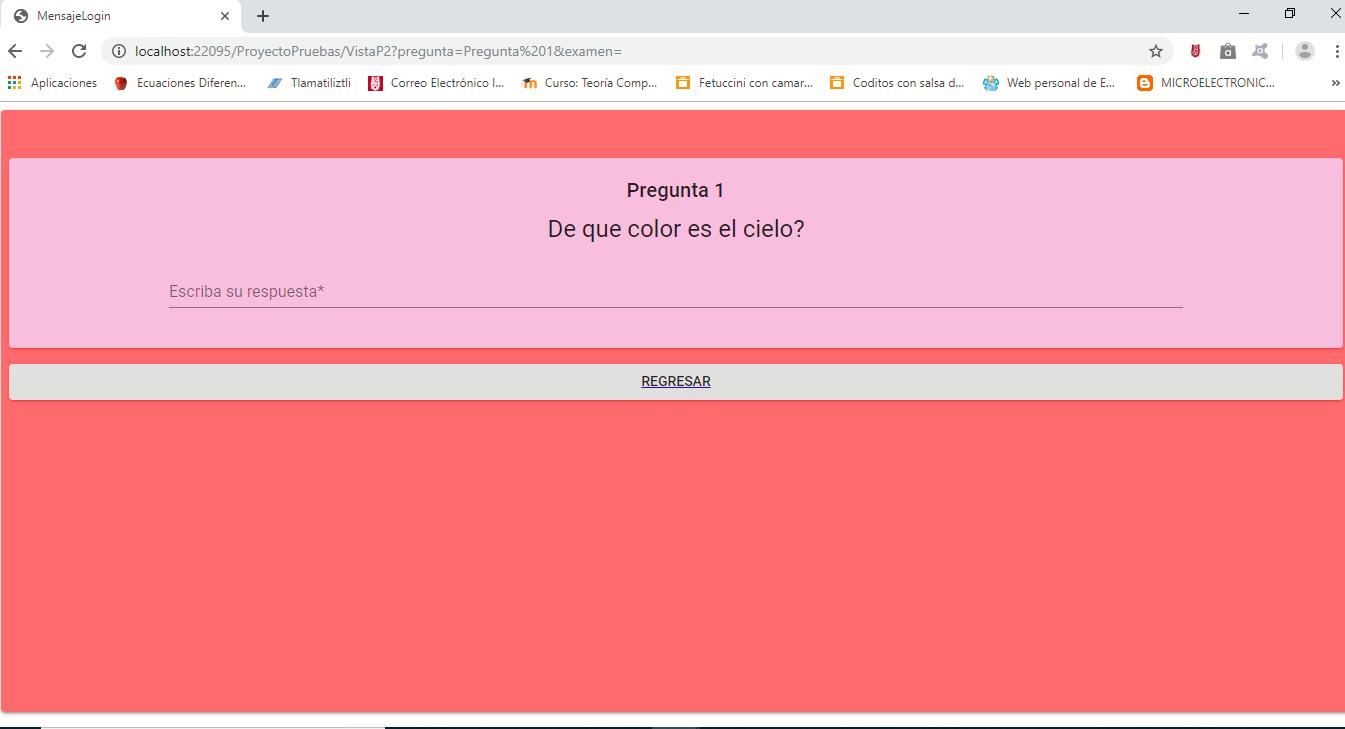 MensajeLogin
localhost:22095/ProyectoPruebas/VistaP2?pregunta=Pregunta%201&examen=
Aplicaciones Ecuaciones Diferen... Tlamatiliztli Correo Electrónico I... Curso: Teoría Comp... Fetuccini con camar... Coditos con salsa d... Web personal de E... MICROELECTRONIC... »
Pregunta 1
De que color es el cielo?
Escriba su respuesta*
REGRESAR